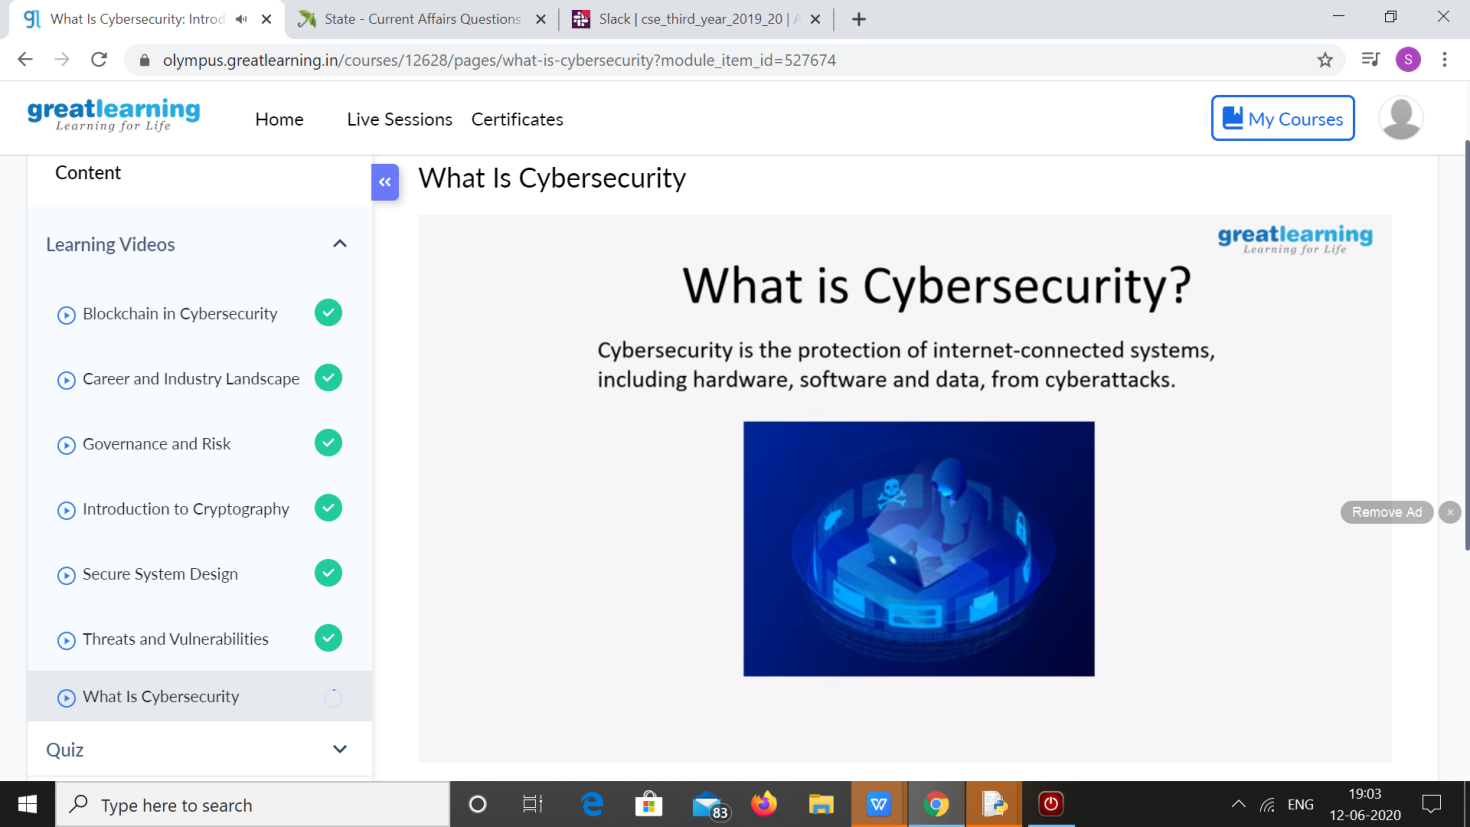 What Is Cybersecurity: Introd
State - Current Affairs Questions
Slack | cse_third_year_2019_20 |
olympus.greatlearning.in/courses/12628/pages/what-is-cybersecurity?module_item_id=527674
S
greatlearning
Learning for Life
Home
Live Sessions
Certificates
My Courses
Content
Learning Videos
Blockchain in Cybersecurity
Career and Industry Landscape
Governance and Risk
Introduction to Cryptography
Secure System Design
Threats and Vulnerabilities
What Is Cybersecurity
Quiz
What Is Cybersecurity
greatlearning
Learning for Life
What is Cybersecurity?
Cybersecurity is the protection of internet-connected systems,
including hardware, software and data, from cyberattacks.
Remove Ad
Type here to search
83
ENG
19:03
12-06-2020